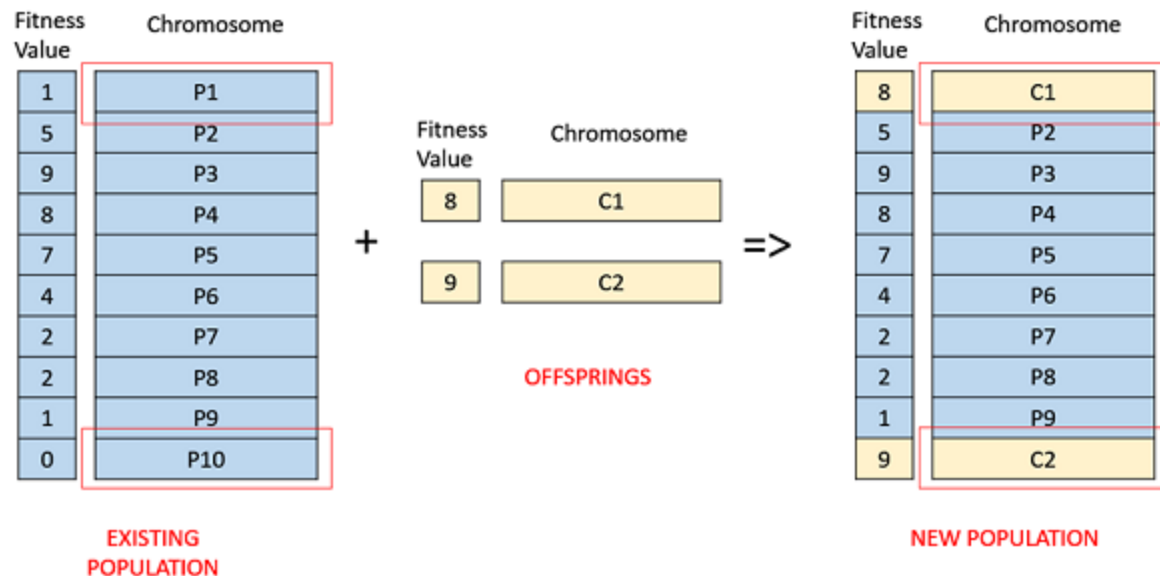 Fitness
Value
Chromosome
1 P1
5 P2
9 P3
8 P4
7 P5
4 P6
2 P7
2 P8
1 P9
0 P10
EXISTING
POPULATION
+
Fitness
Value
Chromosome
8 C1
9 C2
OFFSPRINGS
=>
Fitness
Value
Chromosome
8 C1
5 P2
9 P3
8 P4
7 P5
4 P6
2 P7
2 P8
1 P9
9 C2
NEW POPULATION